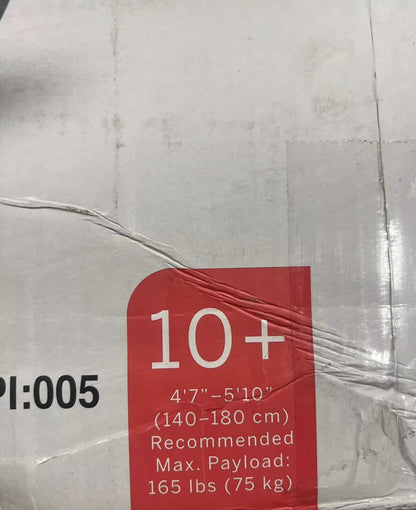 10+
PI:005
4'7"–5'10"
(140–180 cm)
Recommended
Max. Payload:
165 lbs (75 kg)